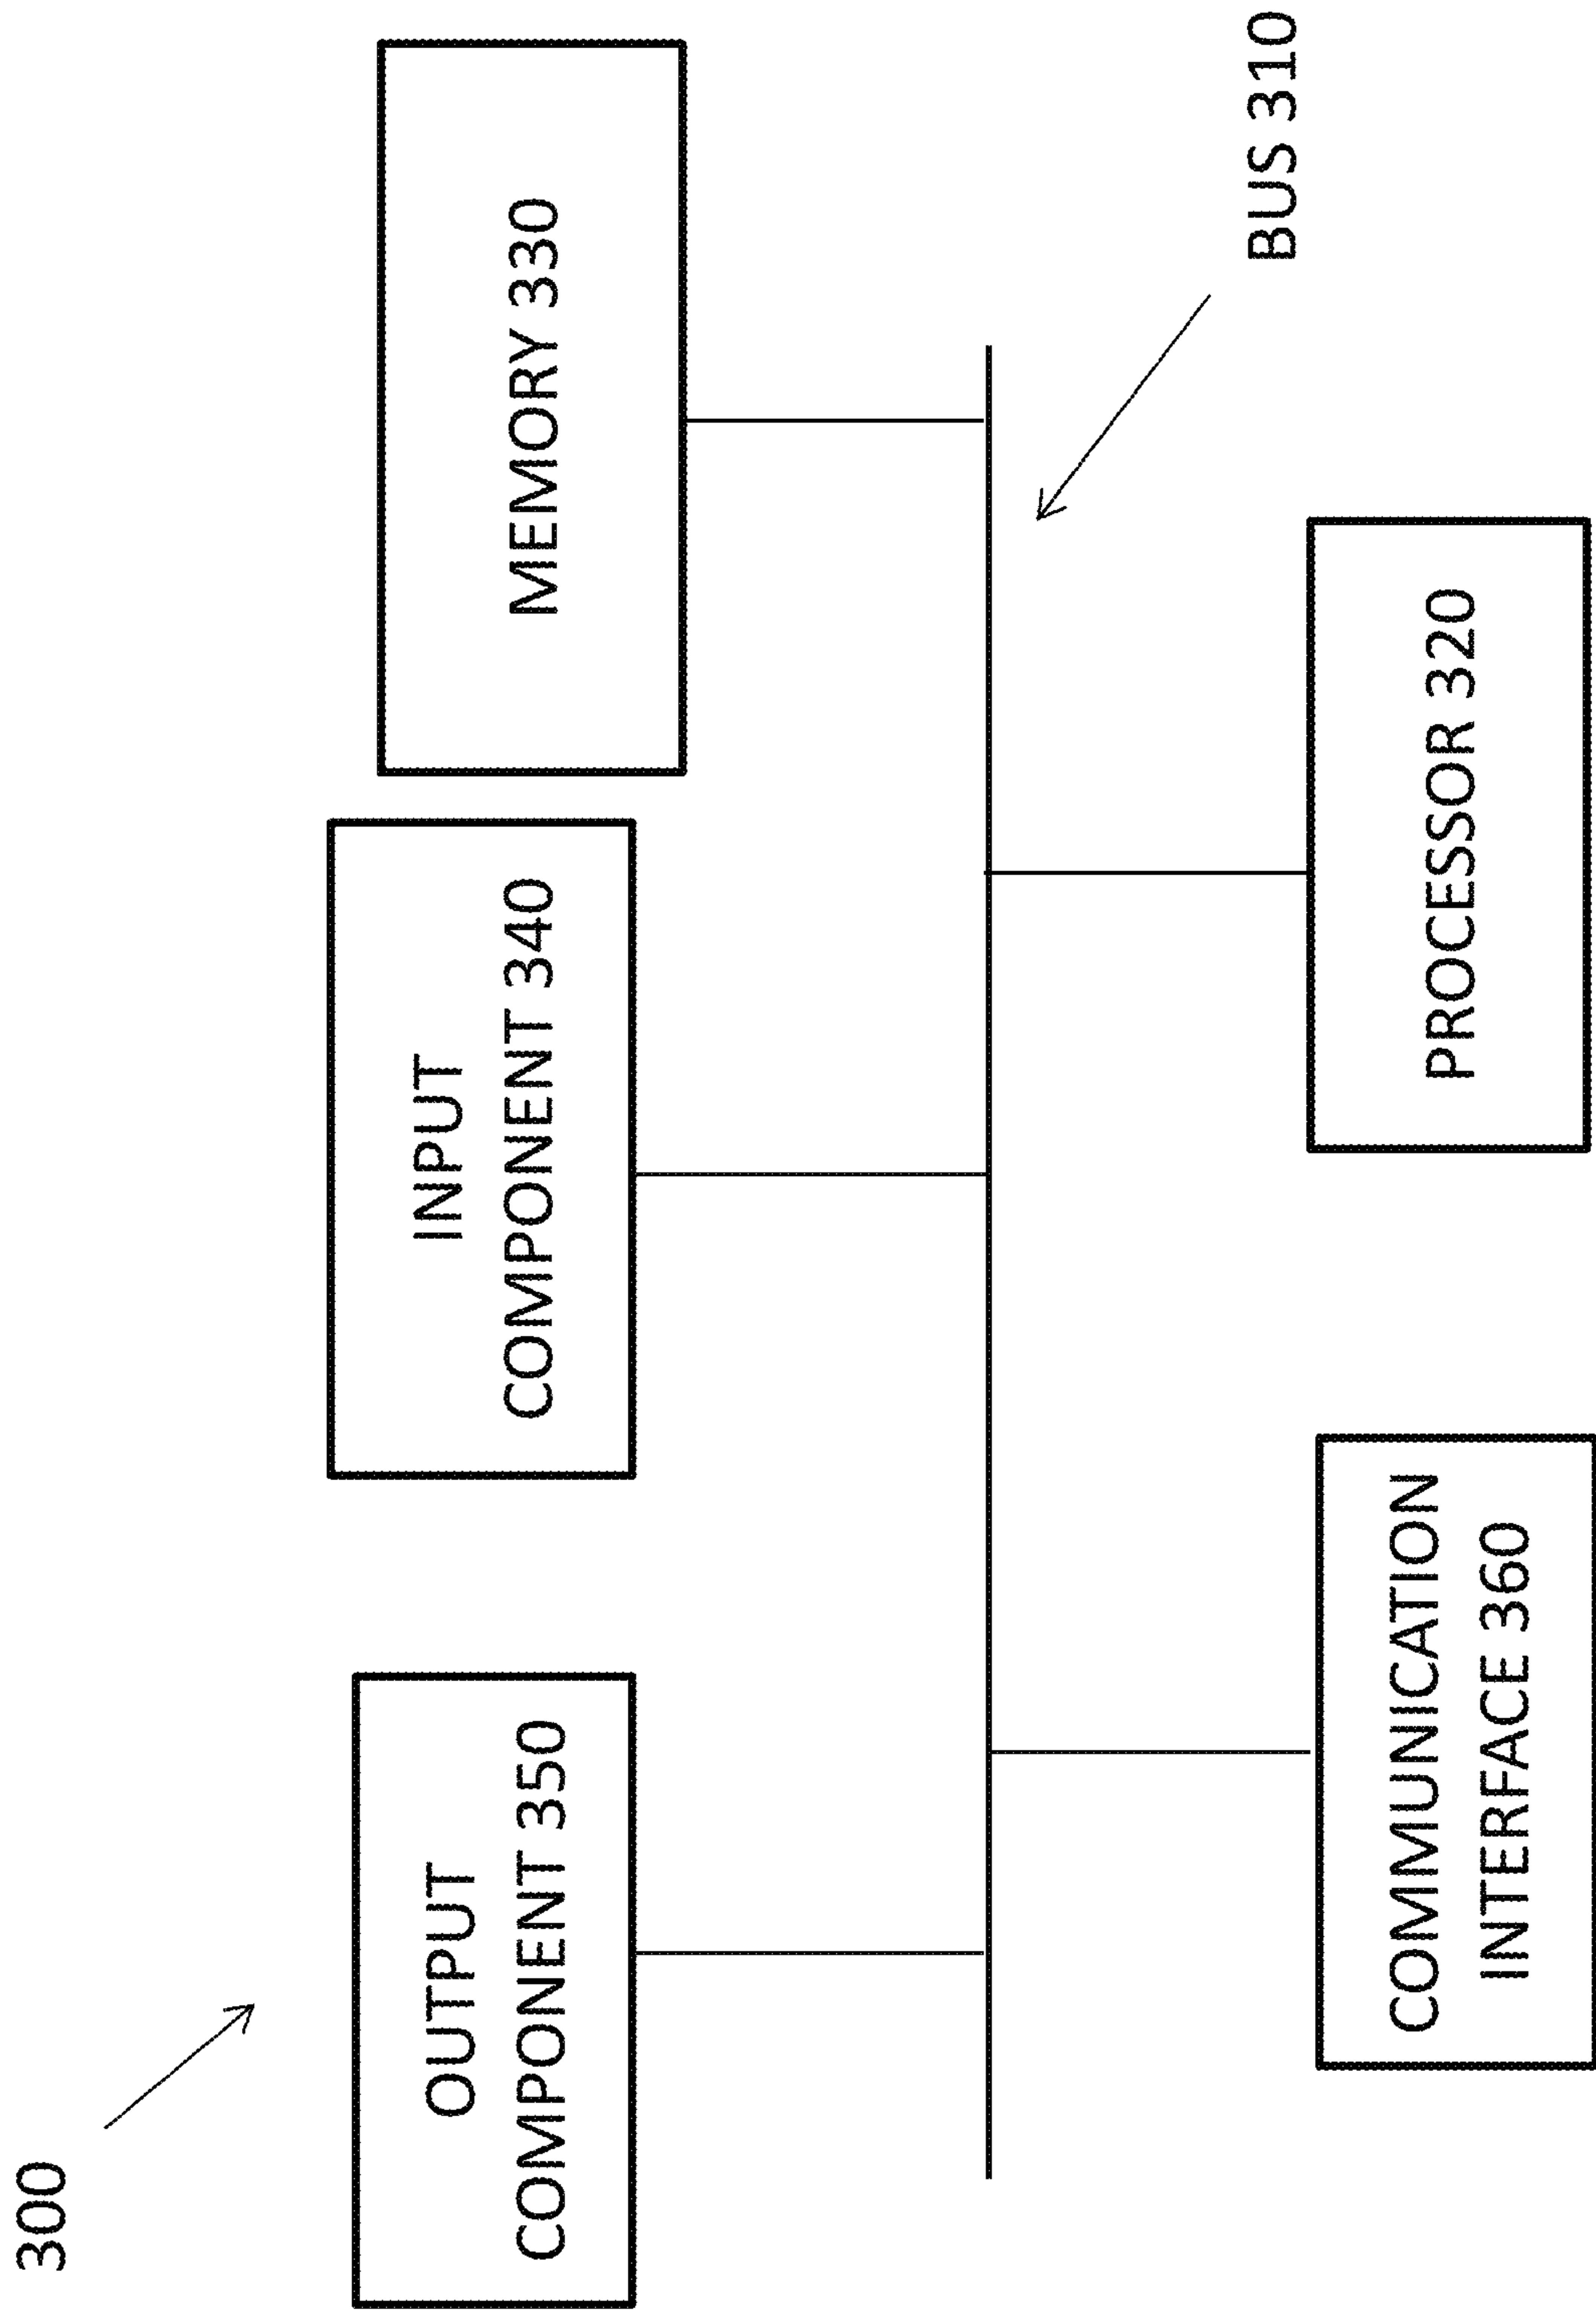 300
OUTPUT
COMPONENT 350
INPUT
COMPONENT 340
MEMORY 330
BUS 310
COMMUNICATION
INTERFACE 360
PROCESSOR 320